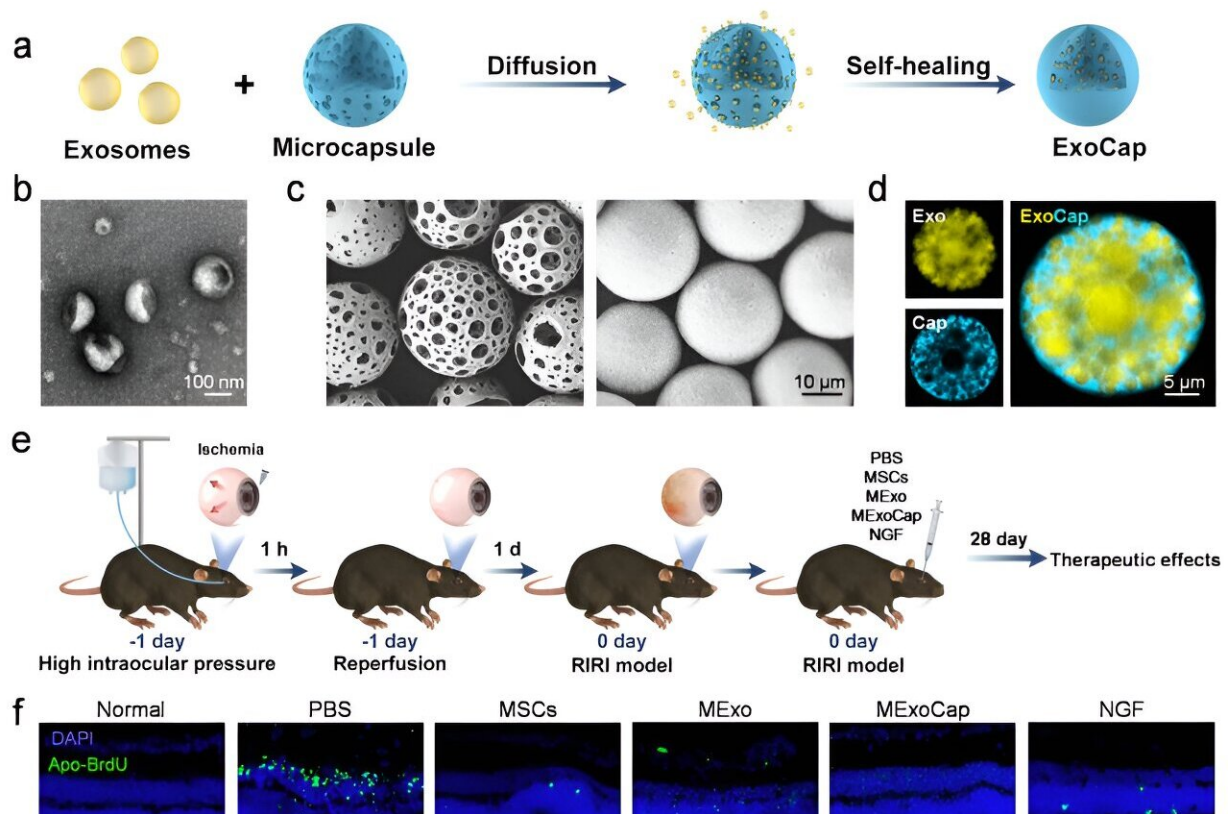 a
Exosomes
+
Microcapsule
Diffusion
Self-healing
ExoCap
b
100 nm
c
10 μm
d
Exo
Cap
ExoCap
5 μm
e
Ischemia
1 h
1 d
PBS
MSCs
MExo
MExoCap
NGF
28 day
Therapeutic effects
-1 day
High intraocular pressure
-1 day
Reperfusion
0 day
RIRI model
0 day
RIRI model
f
Normal
PBS
MSCs
MExo
MExoCap
NGF
DAPI
Apo-BrdU